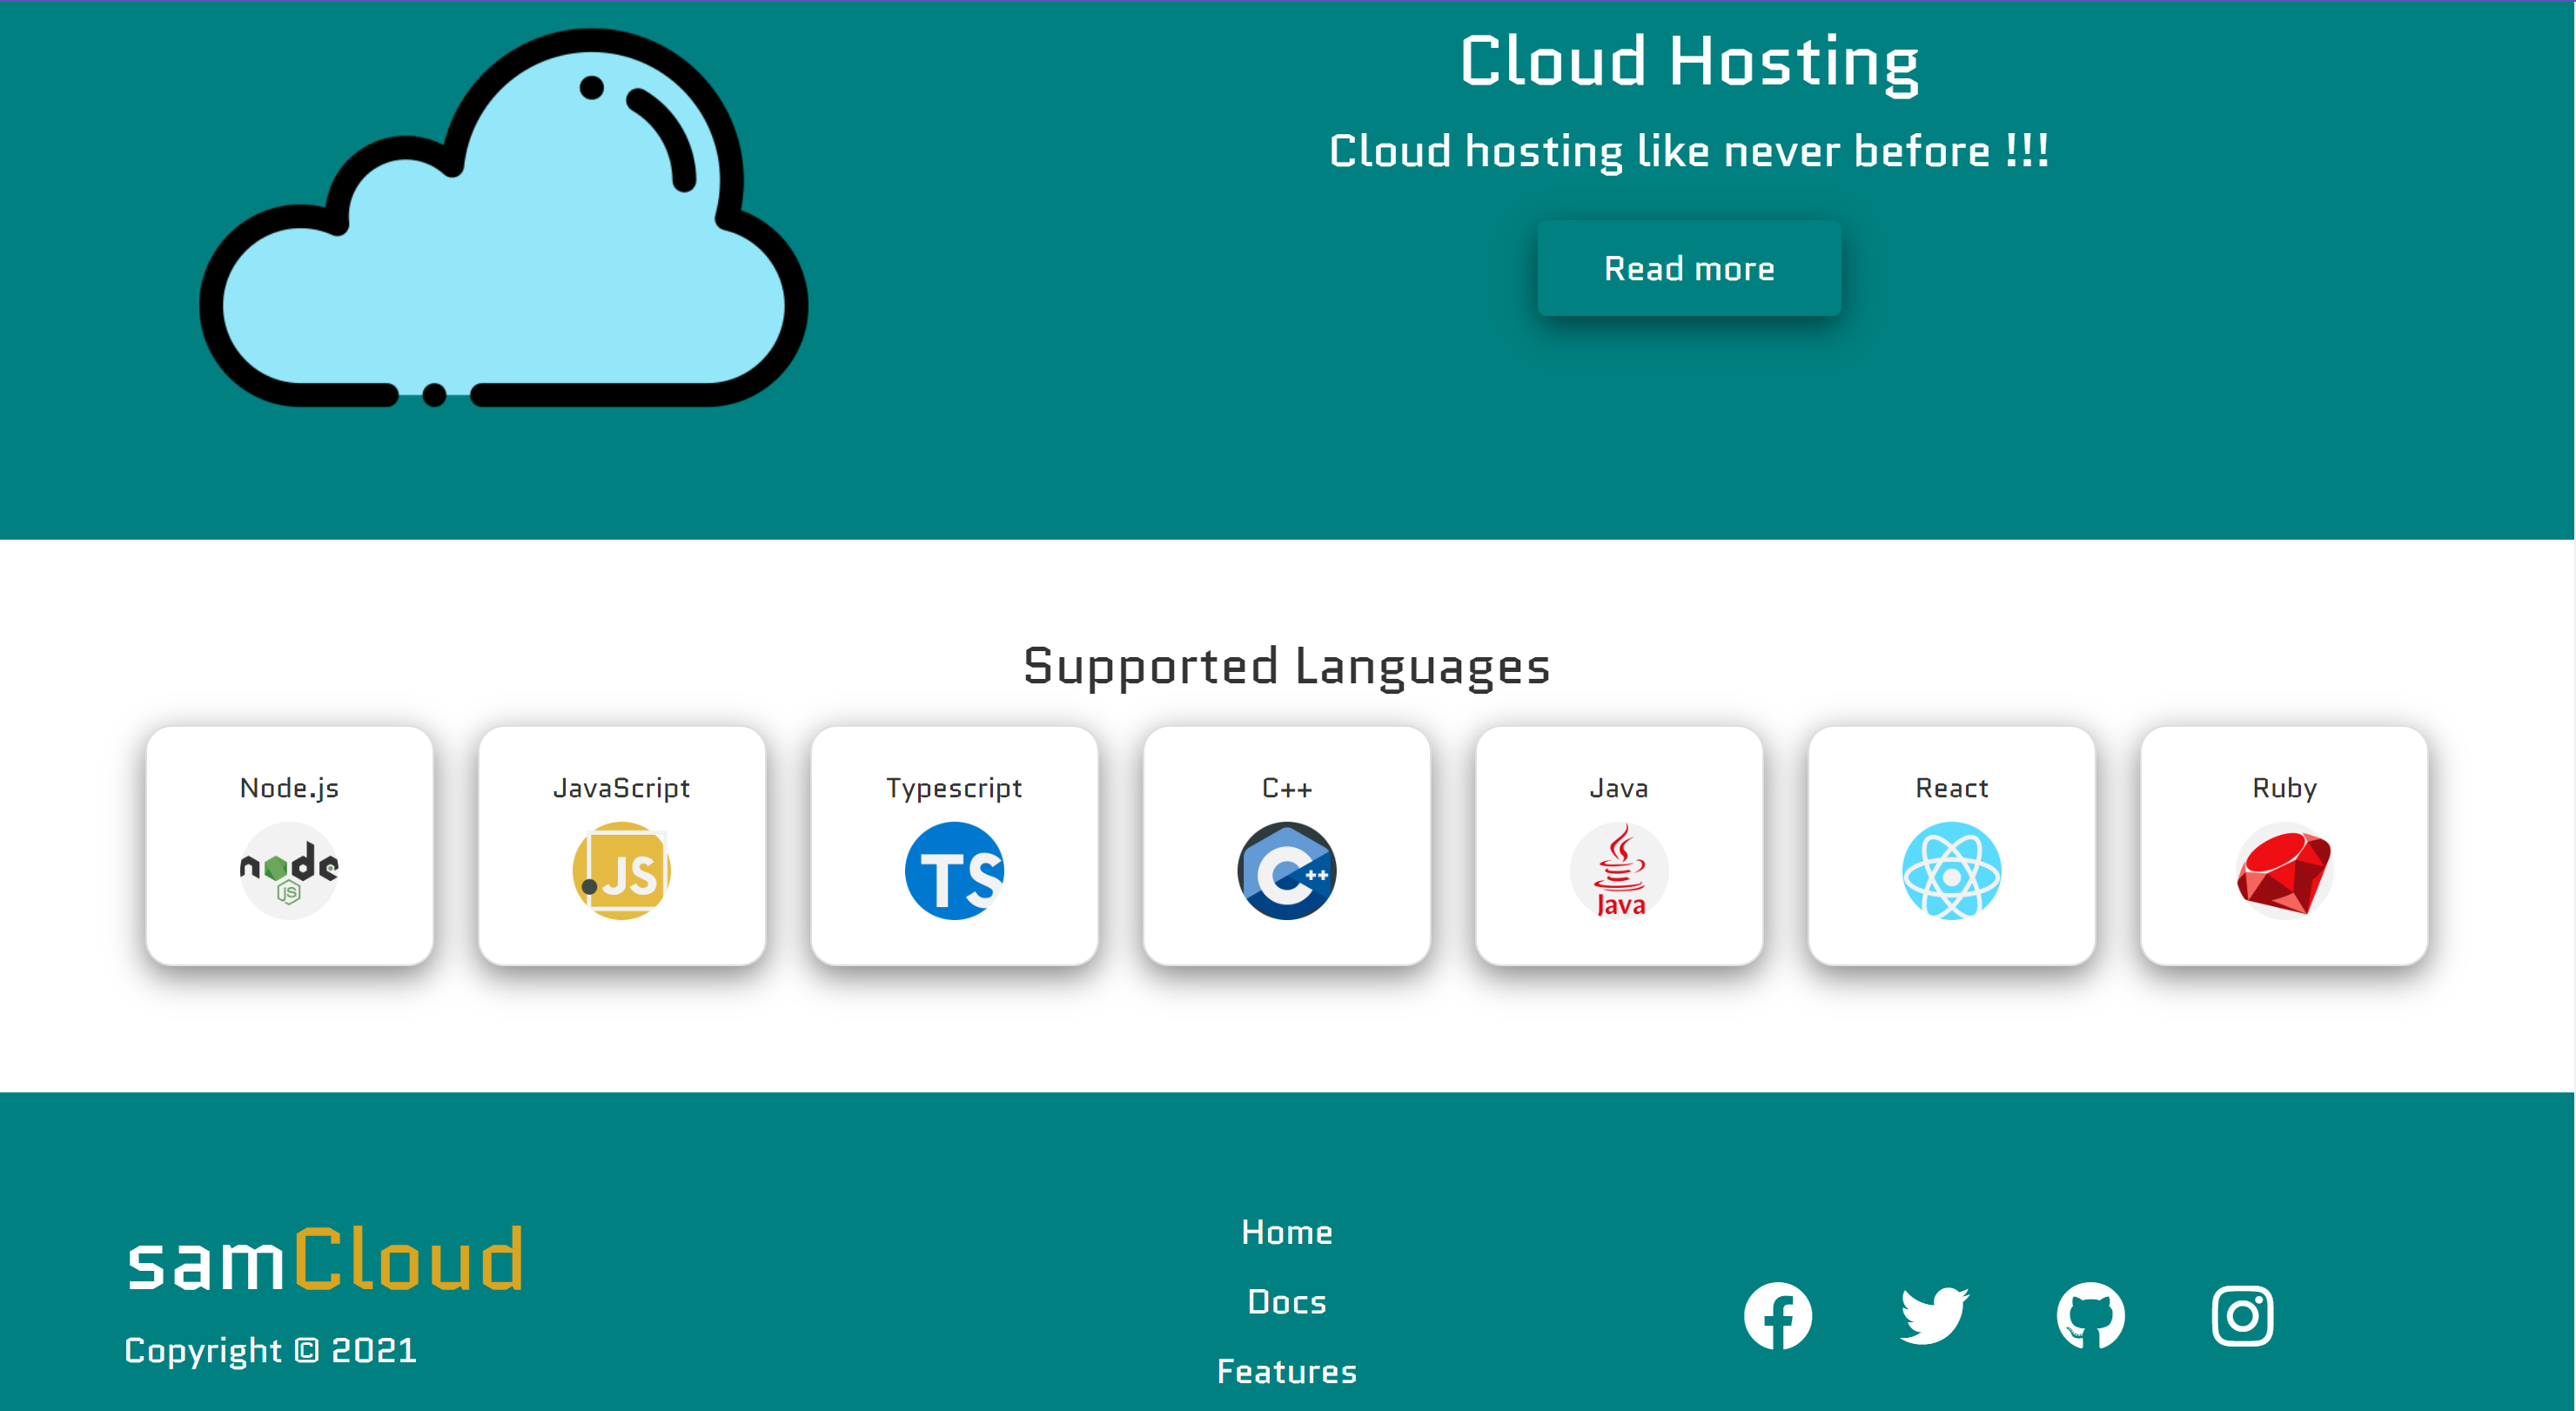 Cloud Hosting
Cloud hosting like never before !!!
Read more
Supported Languages
Node.js
JavaScript
Typescript
C++
Java
React
Ruby
node
JS
JS
TS
C++
Java
samCloud
Copyright © 2021
Home
Docs
Features